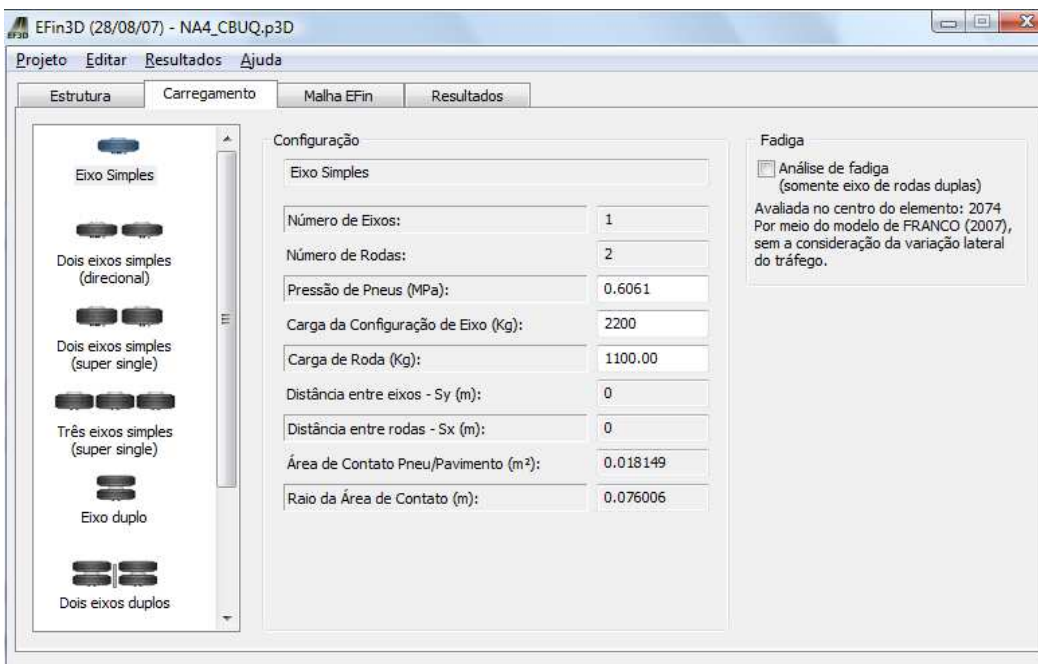 EFin3D (28/08/07) - NA4_CBUQ.p3D
Projeto Editar Resultados Ajuda
Estrutura Carregamento Malha EFin Resultados
Eixo Simples
Dois eixos simples
(direcional)
Dois eixos simples
(super single)
Três eixos simples
(super single)
Eixo duplo
Dois eixos duplos
Configuração
Eixo Simples
Número de Eixos: 1
Número de Rodas: 2
Pressão de Pneus (MPa): 0.6061
Carga da Configuração de Eixo (Kg): 2200
Carga de Roda (Kg): 1100.00
Distância entre eixos - Sy (m): 0
Distância entre rodas - Sx (m): 0
Área de Contato Pneu/Pavimento (m²): 0.018149
Raio da Área de Contato (m): 0.076006
Fadiga
Análise de fadiga
(somente eixo de rodas duplas)
Avaliada no centro do elemento: 2074
Por meio do modelo de FRANCO (2007),
sem a consideração da variação lateral
do tráfego.